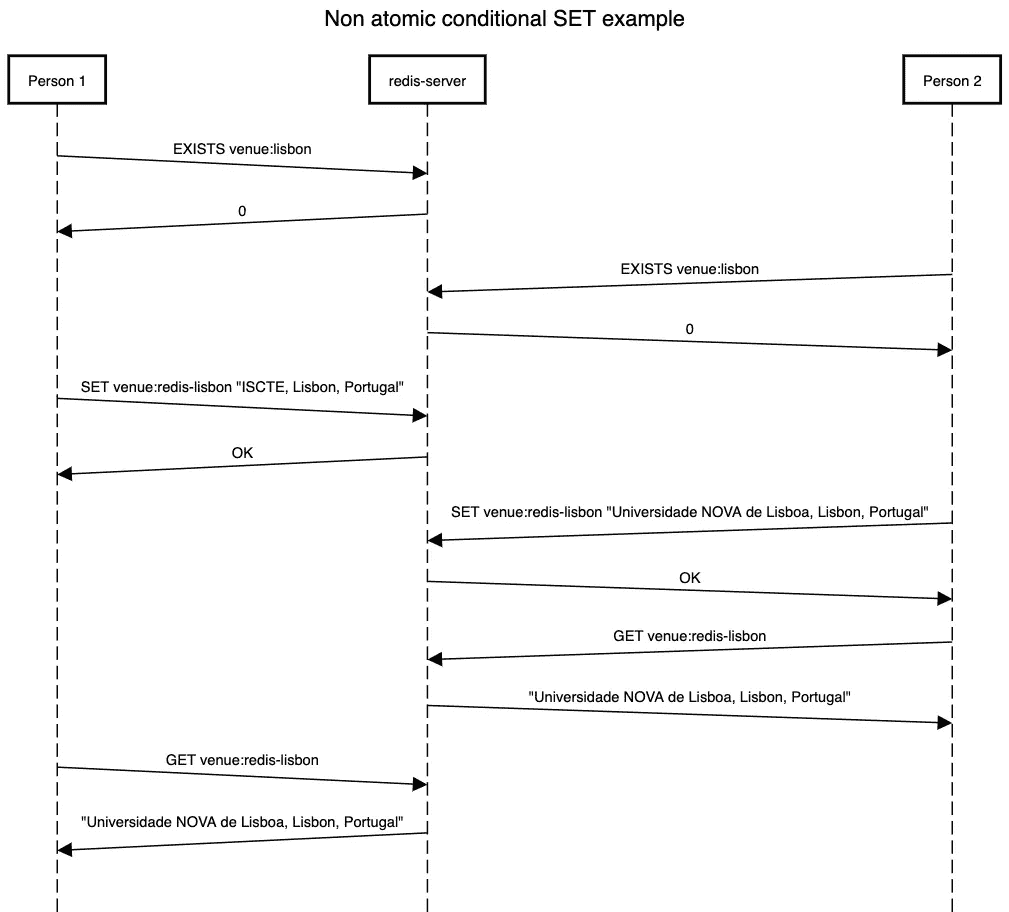 Non atomic conditional SET example
Person 1
redis-server
Person 2
EXISTS venue:lisbon
0
EXISTS venue:lisbon
0
SET venue:redis-lisbon "ISCTE, Lisbon, Portugal"
OK
SET venue:redis-lisbon "Universidade NOVA de Lisboa, Lisbon, Portugal"
OK
GET venue:redis-lisbon
"Universidade NOVA de Lisboa, Lisbon, Portugal"
GET venue:redis-lisbon
"Universidade NOVA de Lisboa, Lisbon, Portugal"